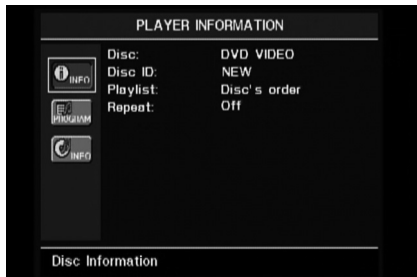 PLAYER INFORMATION
INFO
PROGRAM
INFO
Disc: DVD VIDEO
Disc ID: NEW
Playlist: Disc's order
Repeat: Off
Disc Information